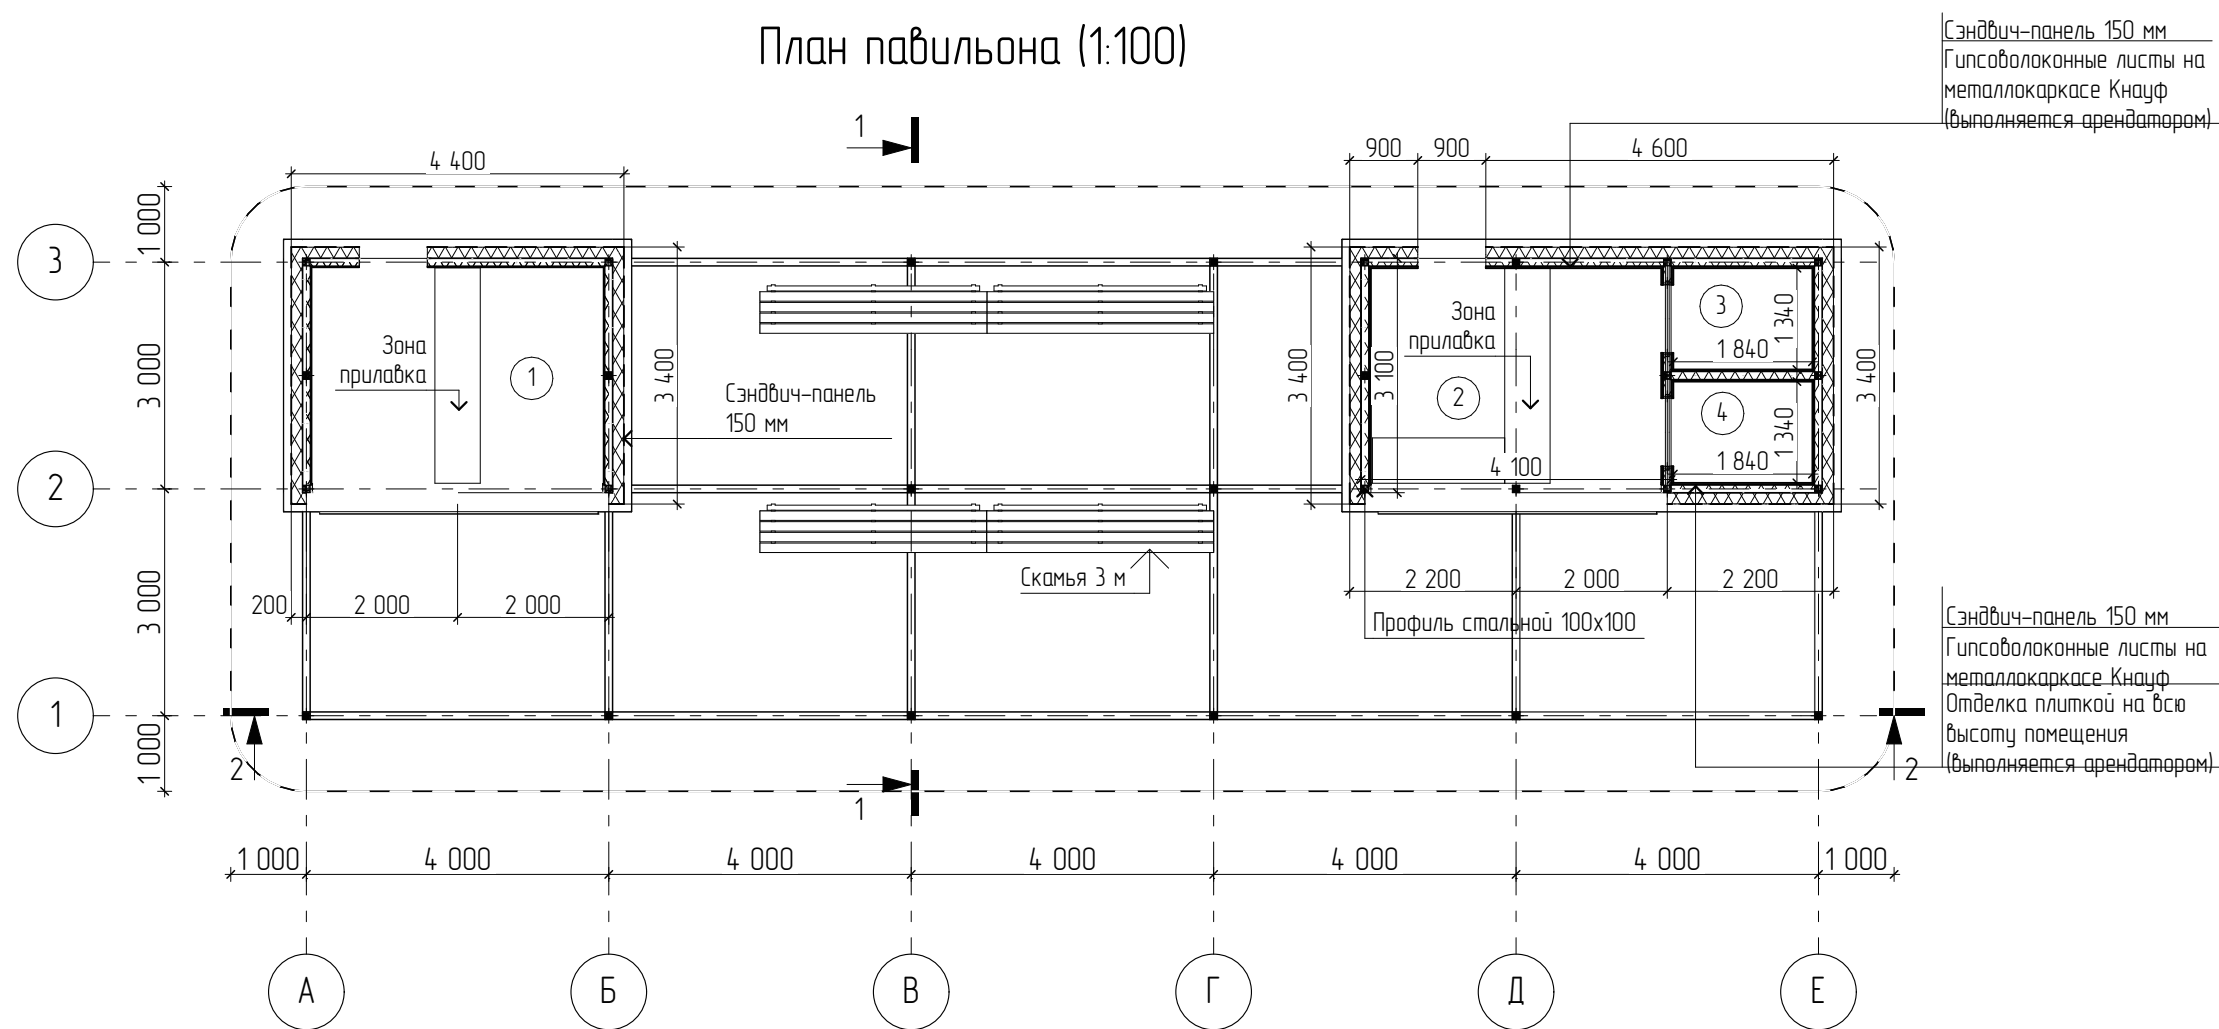 План павильона (1:100)
Сэндвич-панель 150 мм
Гипсоволоконные листы на
металлокаркасе Кнауф
(выполняется арендатором)
1
4 400
900
900
4 600
1 000
3
3 000
2
3 000
1
1 000
Зона
прилавка
1
3 400
Сэндвич-панель
150 мм
3 400
3 100
Зона
прилавка
2
4 100
3
1 340
1 840
4
1 340
1 840
3 400
Скамья 3 м
200
2 000
2 000
2 200
2 000
2 200
Профиль стальной 100х100
Сэндвич-панель 150 мм
Гипсоволоконные листы на
металлокаркасе Кнауф
Отделка плиткой на всю
высоту помещения
(выполняется арендатором)
2
2
1
1 000
4 000
4 000
4 000
4 000
4 000
1 000
А
Б
В
Г
Д
Е